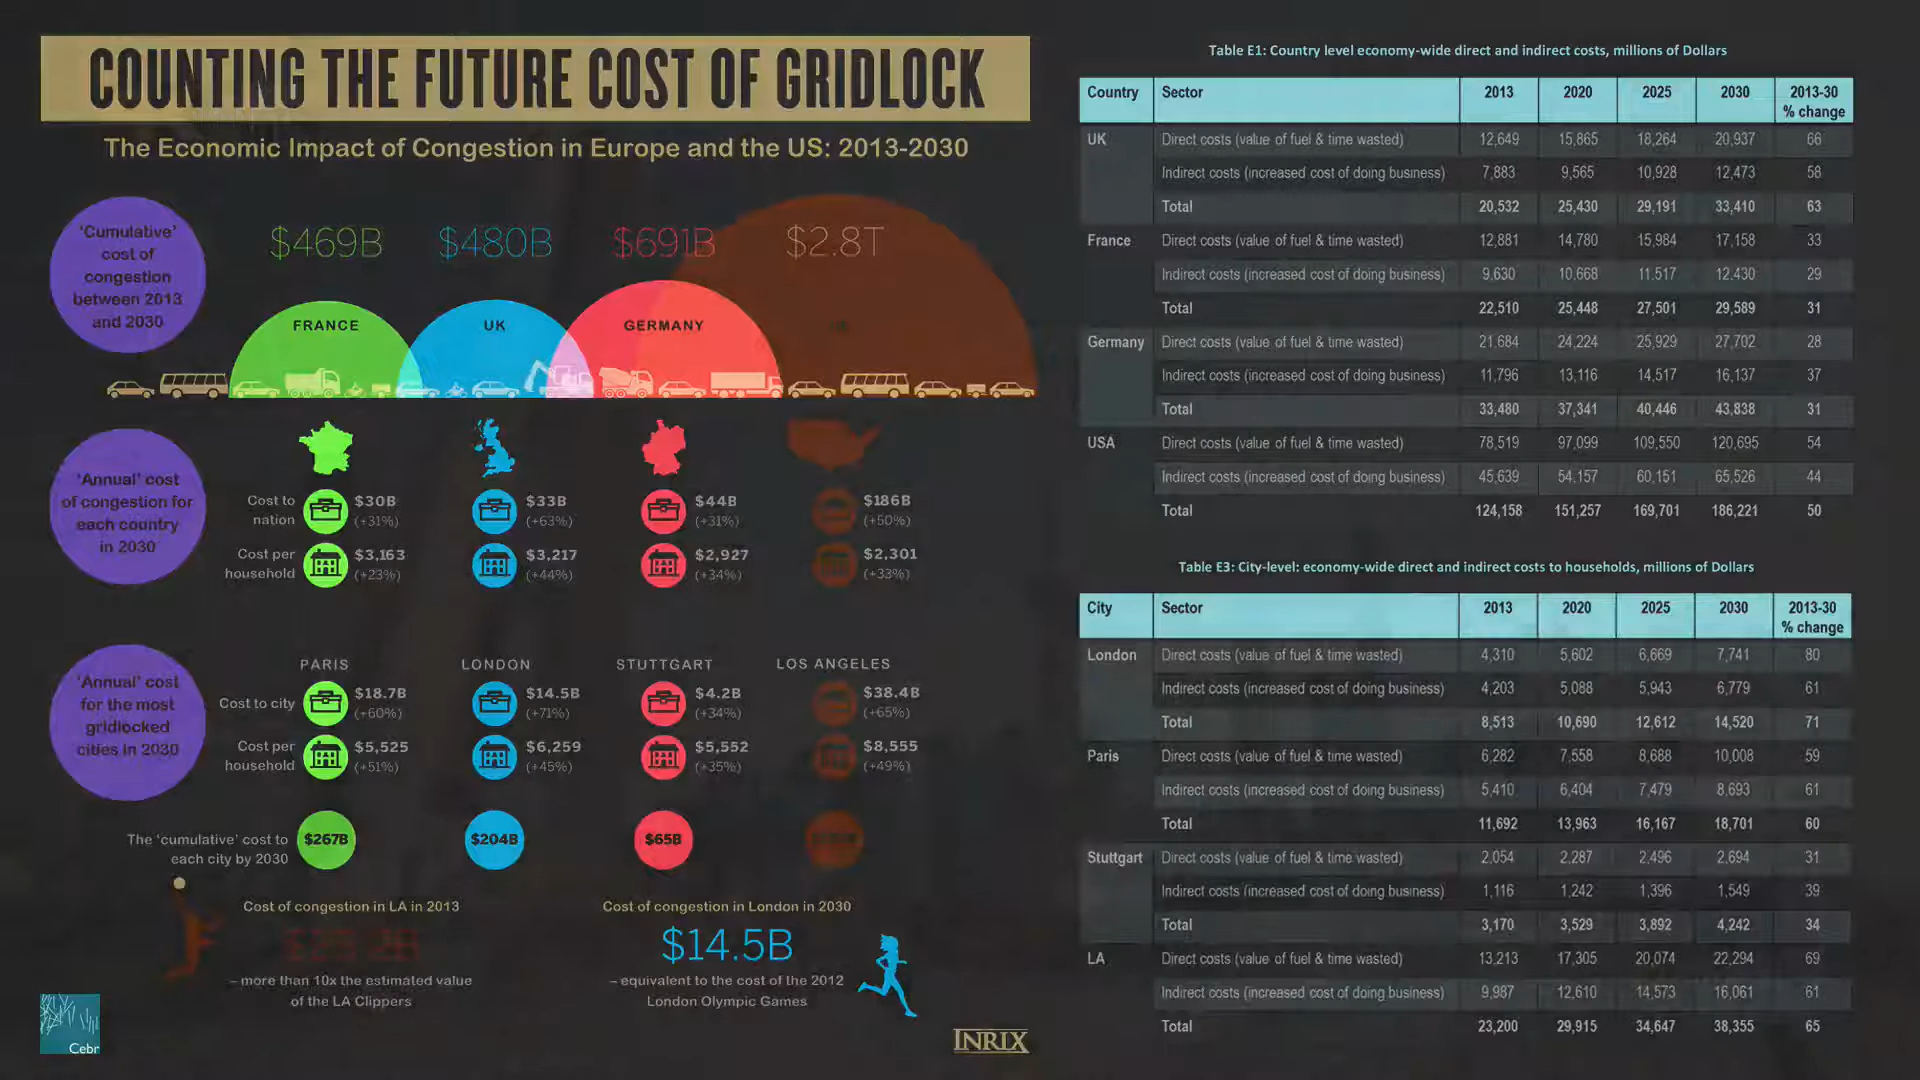 COUNTING THE FUTURE COST OF GRIDLOCK
The Economic Impact of Congestion in Europe and the US: 2013-2030
'Cumulative'
cost of
congestion
between 2013
and 2030
$469B $480B $691B $2.8T
FRANCE UK GERMANY
'Annual' cost
of congestion for
each country
in 2030
Cost to
nation
$30B
(+31%)
$33B
(+63%)
$44B
(+31%)
$186B
(+50%)
Cost per
household
$3,163
(+23%)
$3,217
(+44%)
$2,927
(+34%)
$2,301
(+33%)
'Annual' cost
for the most
gridlocked
cities in 2030
PARIS LONDON STUTTGART LOS ANGELES
Cost to city
$18.7B
(+60%)
$14.5B
(+71%)
$4.2B
(+34%)
$38.4B
(+65%)
Cost per
household
$5,525
(+51%)
$6,259
(+45%)
$5,552
(+35%)
$8,555
(+49%)
The 'cumulative' cost to
each city by 2030
$267B $204B $65B
Cost of congestion in LA in 2013
– more than 10x the estimated value
of the LA Clippers
Cost of congestion in London in 2030
$14.5B
– equivalent to the cost of the 2012
London Olympic Games
Cebr
INRIX
Table E1: Country level economy-wide direct and indirect costs, millions of Dollars
Country Sector 2013 2020 2025 2030 2013-30
% change
UK Direct costs (value of fuel & time wasted) 12,649 15,865 18,264 20,937 66
Indirect costs (increased cost of doing business) 7,883 9,565 10,928 12,473 58
Total 20,532 25,430 29,191 33,410 63
France Direct costs (value of fuel & time wasted) 12,881 14,780 15,984 17,158 33
Indirect costs (increased cost of doing business) 9,630 10,668 11,517 12,430 29
Total 22,510 25,448 27,501 29,589 31
Germany Direct costs (value of fuel & time wasted) 21,684 24,224 25,929 27,702 28
Indirect costs (increased cost of doing business) 11,796 13,116 14,517 16,137 37
Total 33,480 37,341 40,446 43,838 31
USA Direct costs (value of fuel & time wasted) 78,519 97,099 109,550 120,695 54
Indirect costs (increased cost of doing business) 45,639 54,157 60,151 65,526 44
Total 124,158 151,257 169,701 186,221 50
Table E3: City-level: economy-wide direct and indirect costs to households, millions of Dollars
City Sector 2013 2020 2025 2030 2013-30
% change
London Direct costs (value of fuel & time wasted) 4,310 5,602 6,669 7,741 80
Indirect costs (increased cost of doing business) 4,203 5,088 5,943 6,779 61
Total 8,513 10,690 12,612 14,520 71
Paris Direct costs (value of fuel & time wasted) 6,282 7,558 8,688 10,008 59
Indirect costs (increased cost of doing business) 5,410 6,404 7,479 8,693 61
Total 11,692 13,963 16,167 18,701 60
Stuttgart Direct costs (value of fuel & time wasted) 2,054 2,287 2,496 2,694 31
Indirect costs (increased cost of doing business) 1,116 1,242 1,396 1,549 39
Total 3,170 3,529 3,892 4,242 34
LA Direct costs (value of fuel & time wasted) 13,213 17,305 20,074 22,294 69
Indirect costs (increased cost of doing business) 9,987 12,610 14,573 16,061 61
Total 23,200 29,915 34,647 38,355 65